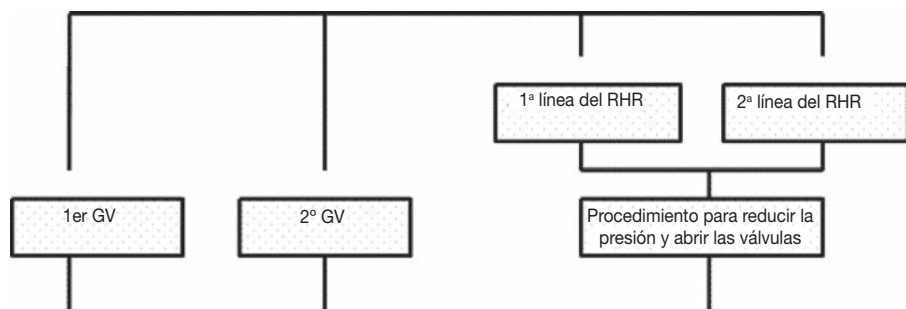 1ª línea del RHR
2ª línea del RHR
1er GV
2º GV
Procedimiento para reducir la
presión y abrir las válvulas